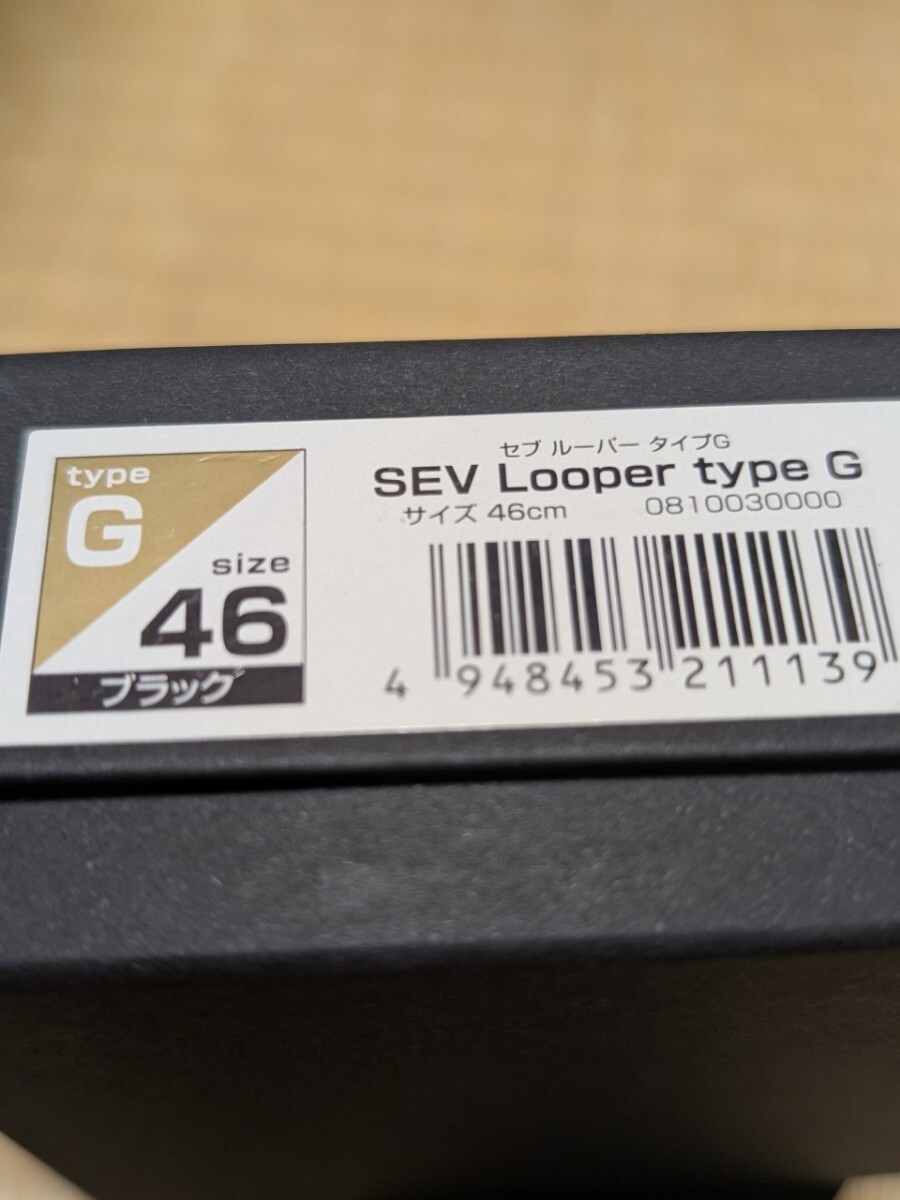 type
G
size
46
ブラック
セブ ルーパー タイプG
SEV Looper type G
サイズ 46cm 0810030000
4 948453 211139